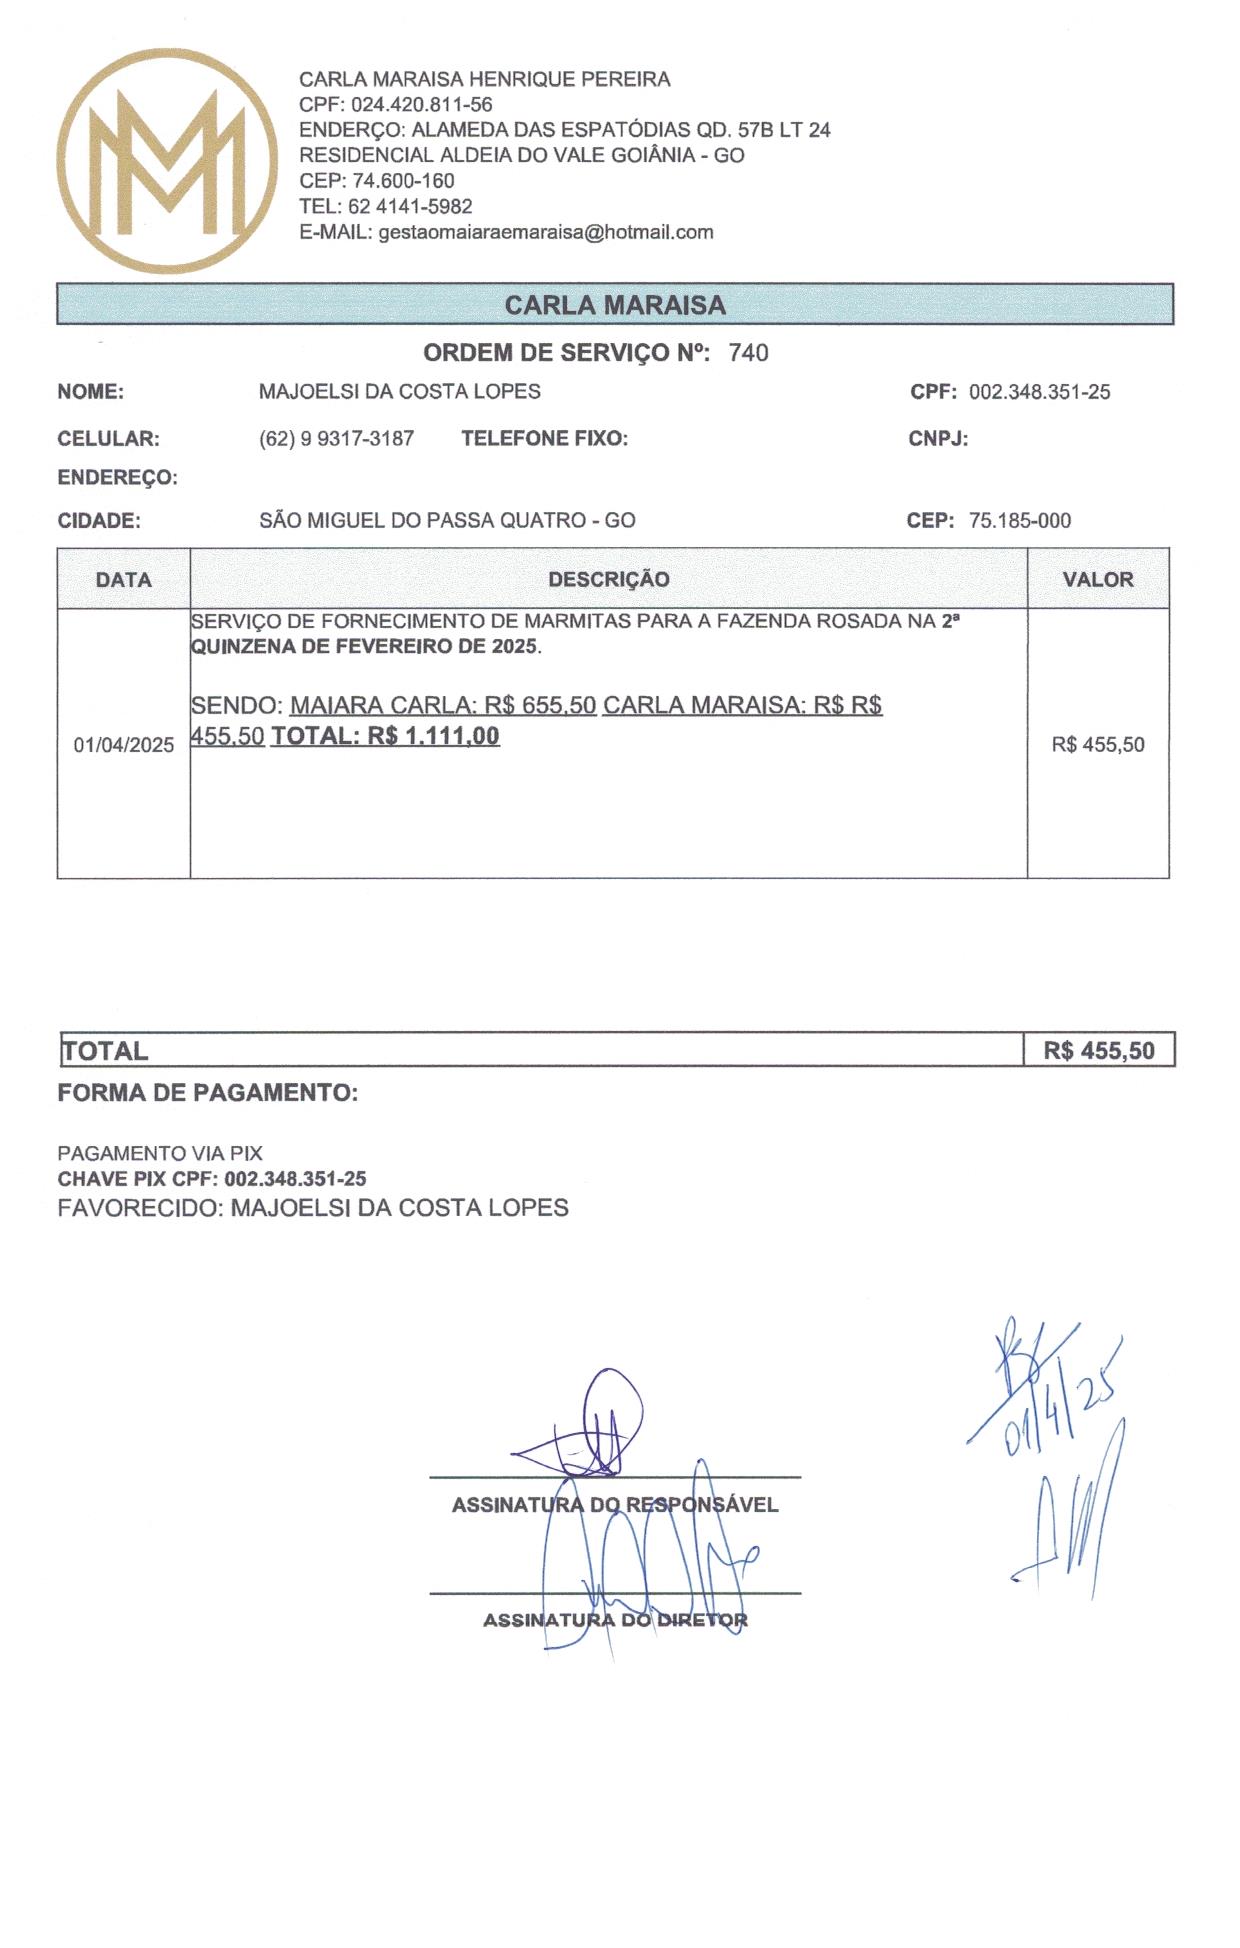 CARLA MARAISA HENRIQUE PEREIRA
CPF: 024.420.811-56
ENDERÇO: ALAMEDA DAS ESPATÓDIAS QD. 57B LT 24
RESIDENCIAL ALDEIA DO VALE GOIÂNIA - GO
CEP: 74.600-160
TEL: 62 4141-5982
E-MAIL: gestaomaiaraemaraisa@hotmail.com
CARLA MARAISA
ORDEM DE SERVIÇO Nº: 740
NOME: MAJOELSI DA COSTA LOPES CPF: 002.348.351-25
CELULAR: (62) 9 9317-3187 TELEFONE FIXO: CNPJ:
ENDEREÇO:
CIDADE: SÃO MIGUEL DO PASSA QUATRO - GO CEP: 75.185-000
DATA DESCRIÇÃO VALOR
SERVIÇO DE FORNECIMENTO DE MARMITAS PARA A FAZENDA ROSADA NA 2ª
QUINZENA DE FEVEREIRO DE 2025.
SENDO: MAIARA CARLA: R$ 655,50 CARLA MARAISA: R$ R$
455,50 TOTAL: R$ 1.111,00
01/04/2025 R$ 455,50
TOTAL R$ 455,50
FORMA DE PAGAMENTO:
PAGAMENTO VIA PIX
CHAVE PIX CPF: 002.348.351-25
FAVORECIDO: MAJOELSI DA COSTA LOPES
01/4/25
ASSINATURA DO RESPONSÁVEL
ASSINATURA DO DIRETOR